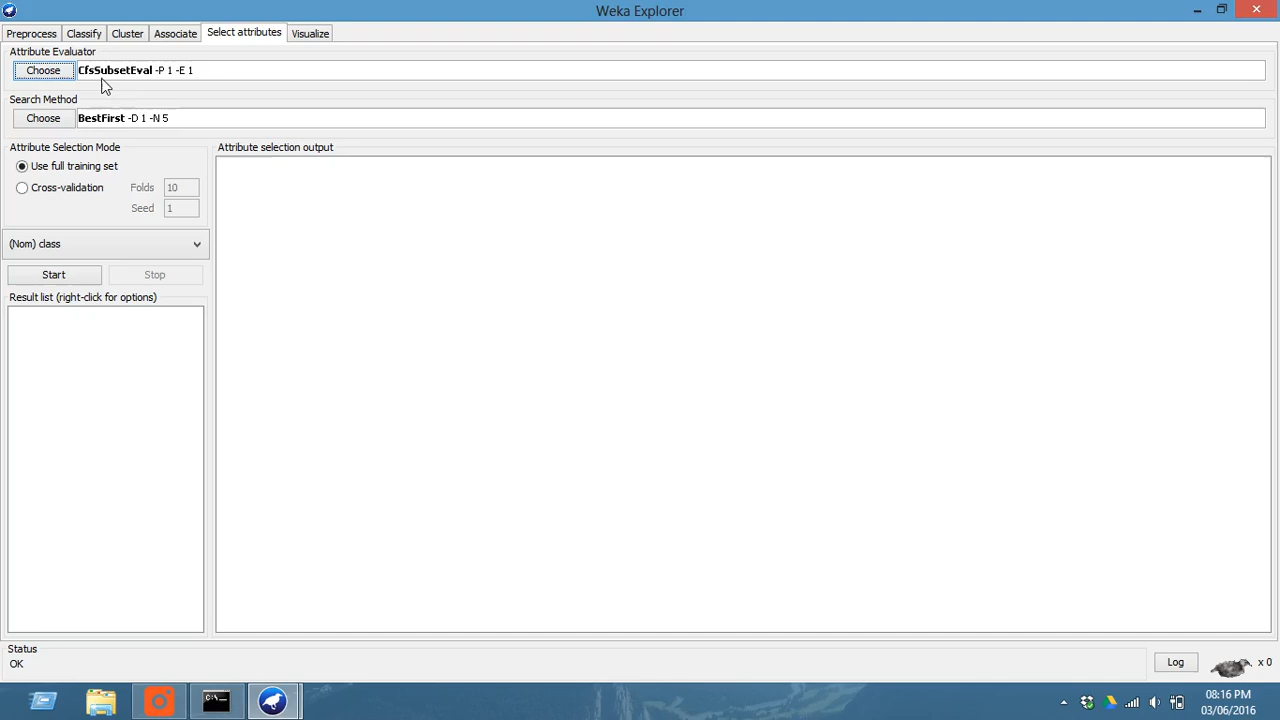 Weka Explorer
Preprocess Classify Cluster Associate Select attributes Visualize
Attribute Evaluator
Choose CfsSubsetEval -P 1 -E 1
Search Method
Choose BestFirst -D 1 -N 5
Attribute Selection Mode
Use full training set
Cross-validation Folds 10
Seed 1
(Nom) class
Start Stop
Result list (right-click for options)
Attribute selection output
Status
OK
Log x 0
C:\_
08:16 PM
03/06/2016